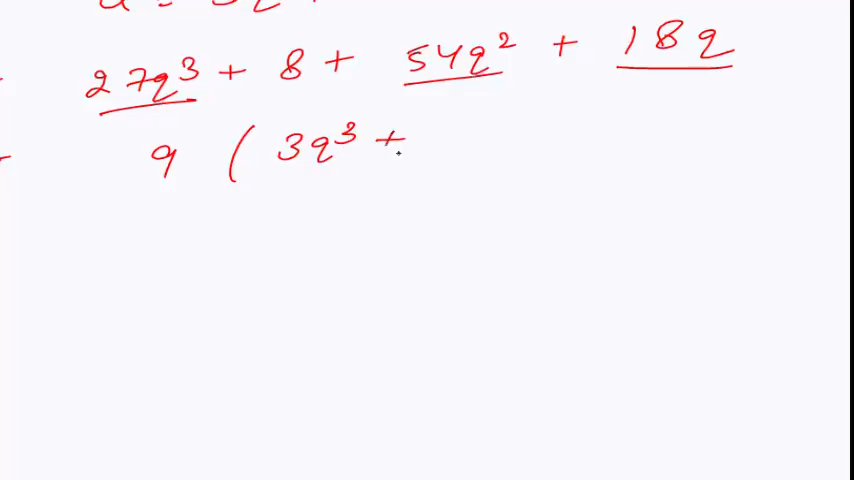 27q³ + 8 + 54q² + 18q
9 ( 3q³ +